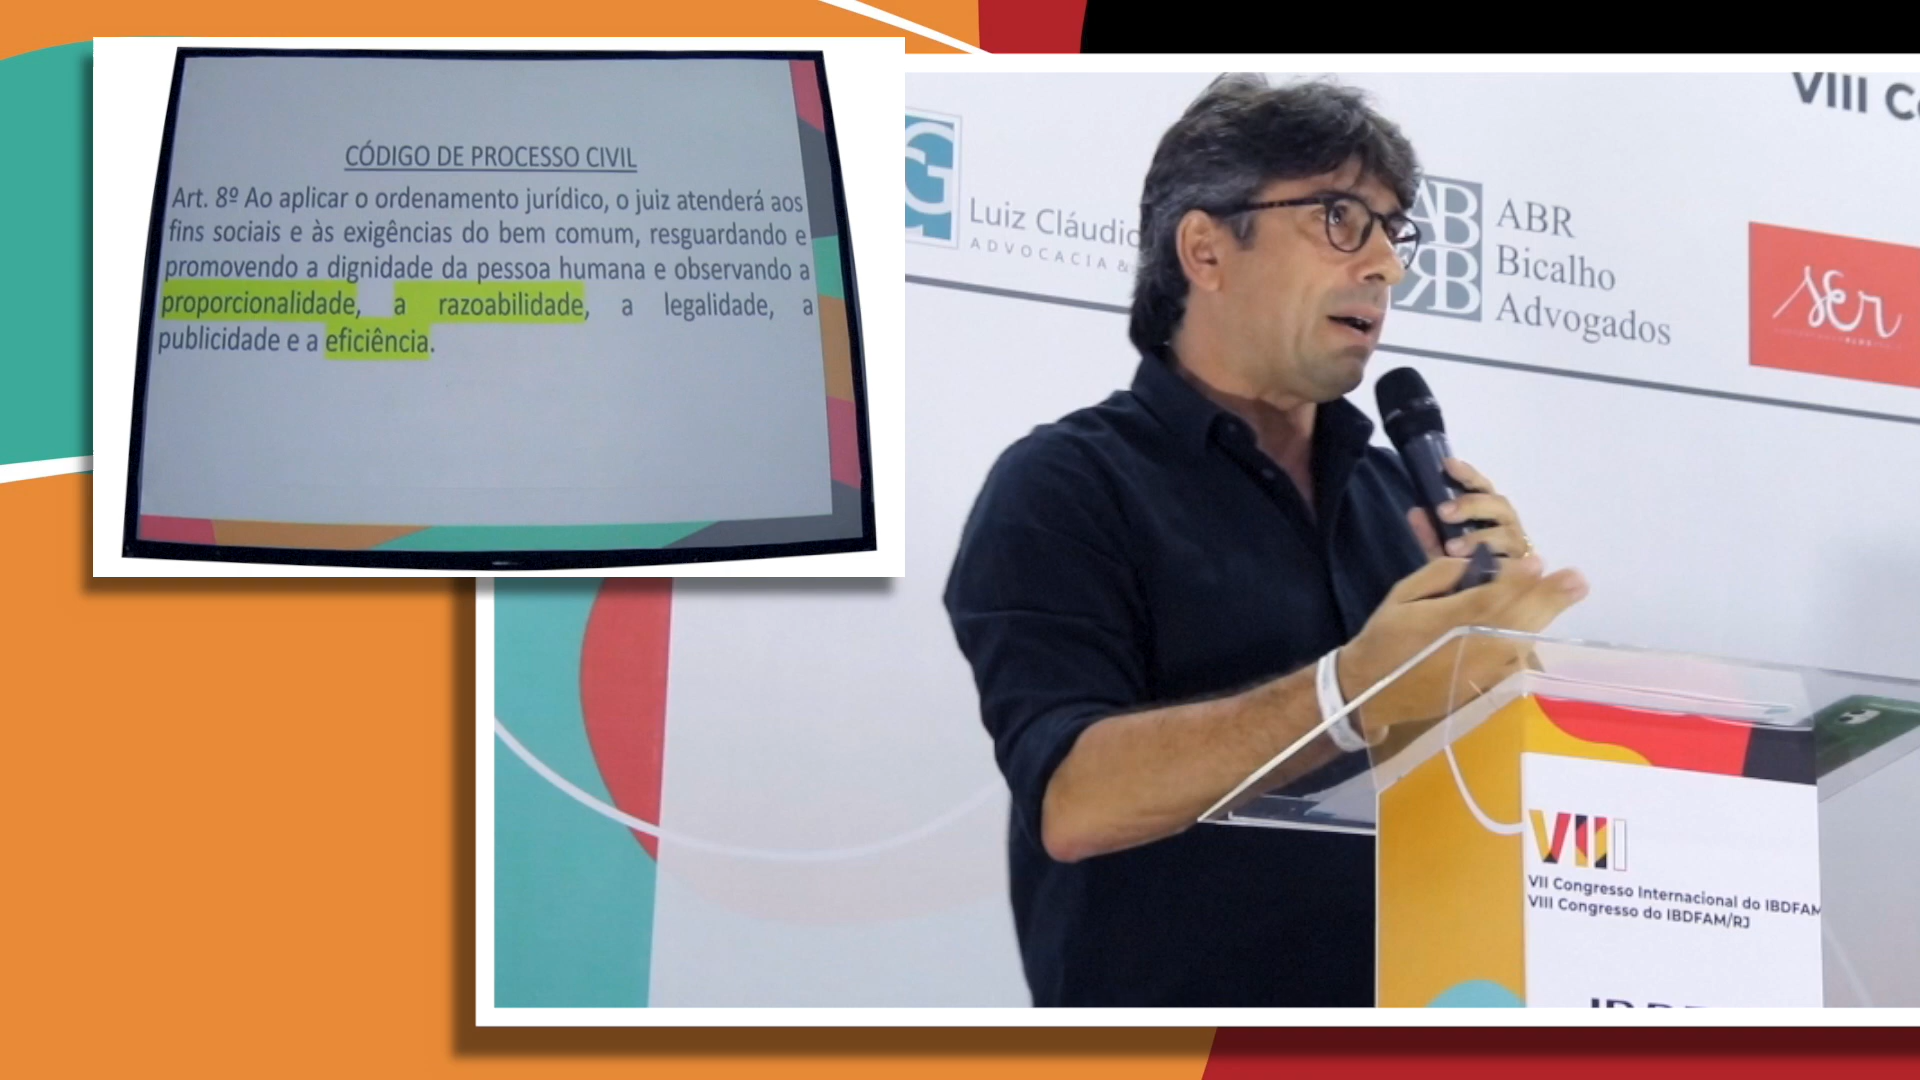 CÓDIGO DE PROCESSO CIVIL
Art. 8º Ao aplicar o ordenamento jurídico, o juiz atenderá aos
fins sociais e às exigências do bem comum, resguardando e
promovendo a dignidade da pessoa humana e observando a
proporcionalidade, a razoabilidade, a legalidade, a
publicidade e a eficiência.
VIII
Luiz Cláudio
ADVOCACIA &
ABR
Bicalho
Advogados
ser
VIII
VII Congresso Internacional do IBDFAM
VIII Congresso do IBDFAM/RJ